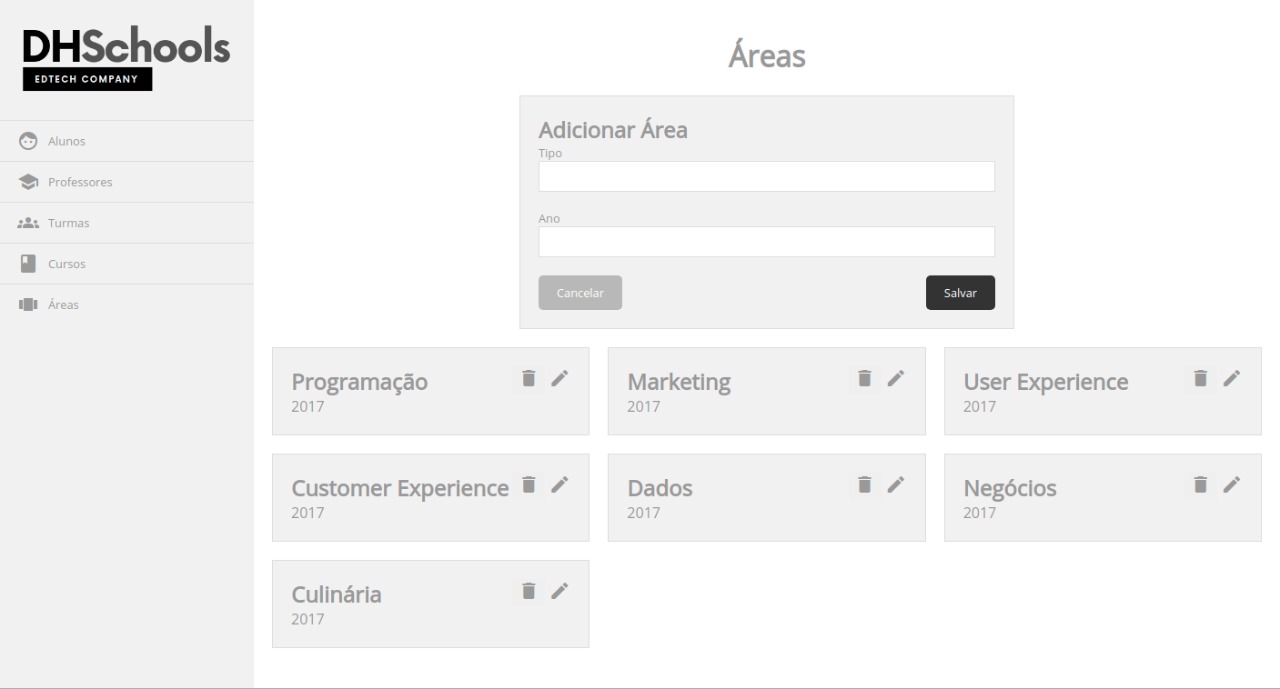 DHSchools
EDTECH COMPANY
Alunos
Professores
Turmas
Cursos
Áreas
Áreas
Adicionar Área
Tipo
Ano
Cancelar
Salvar
Programação
2017
Marketing
2017
User Experience
2017
Customer Experience
2017
Dados
2017
Negócios
2017
Culinária
2017